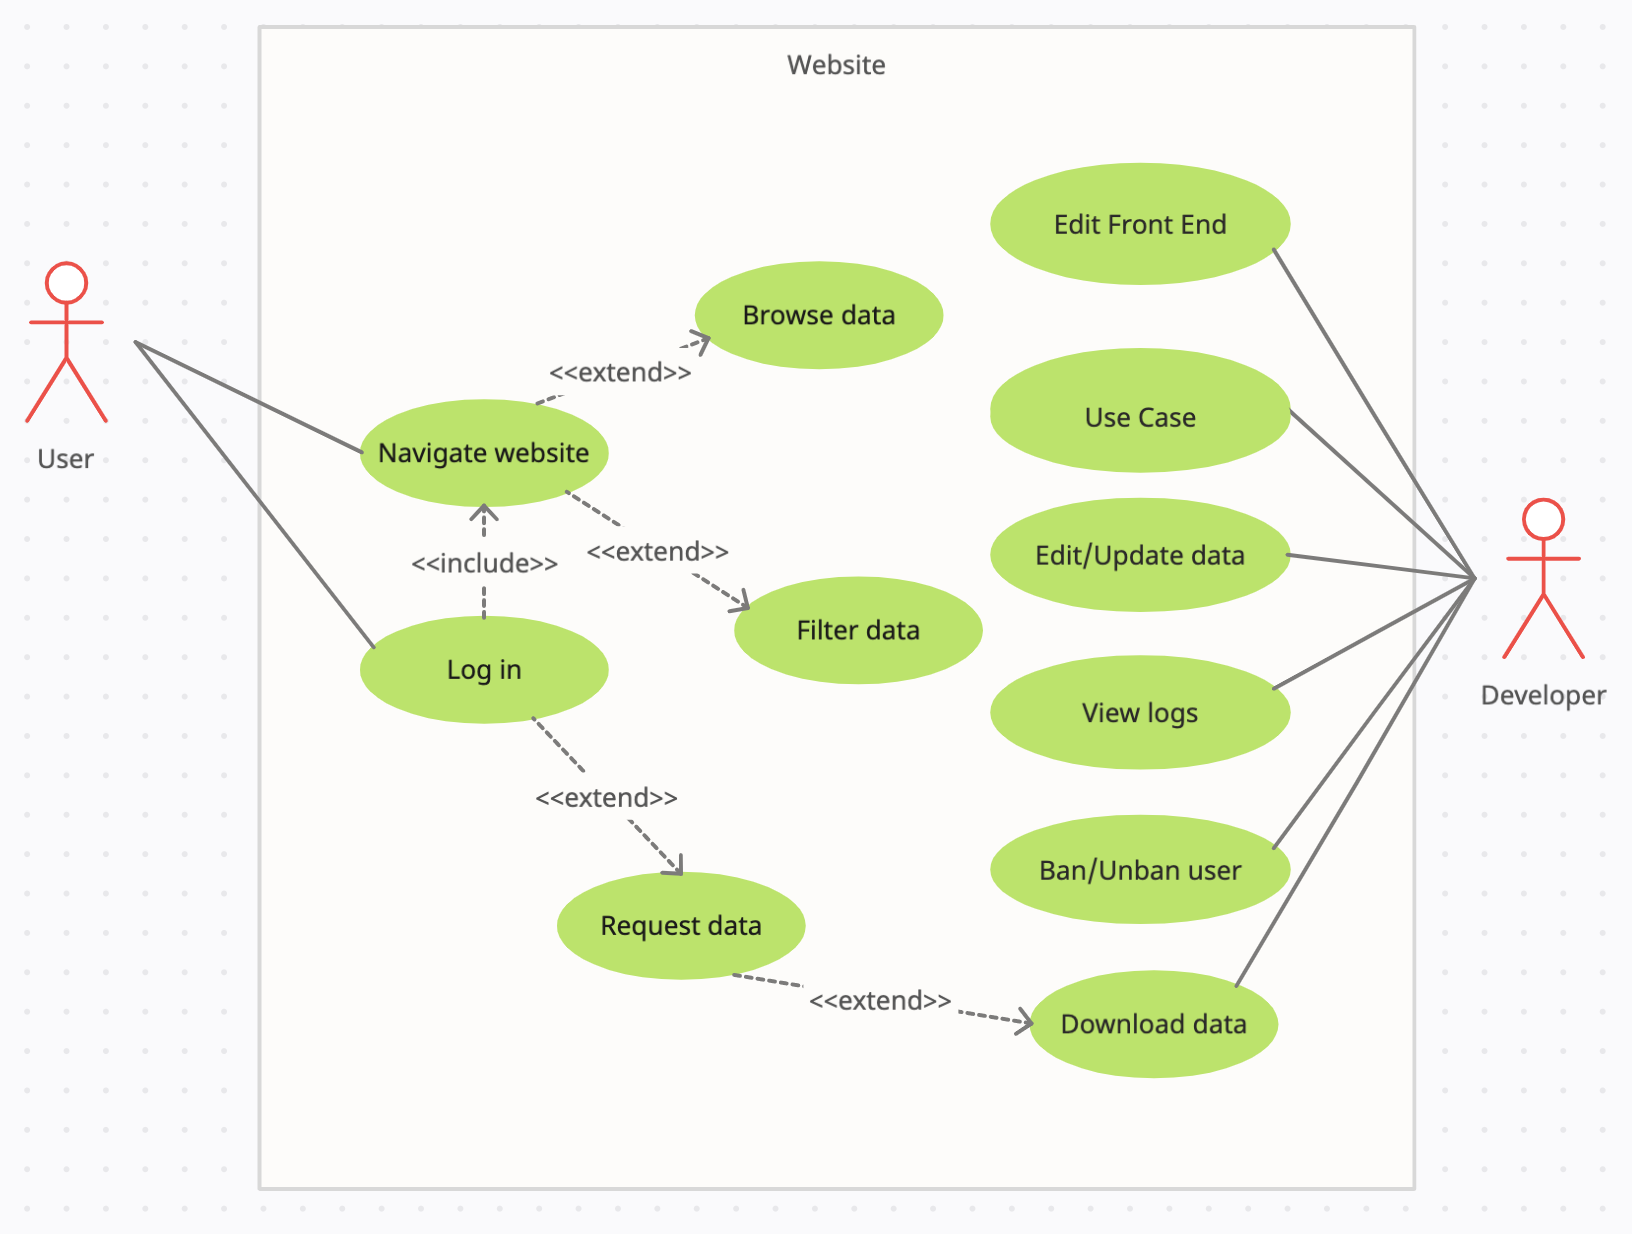 Website
Edit Front End
Browse data
<<extend>>
Use Case
Navigate website
User
<<extend>>
Edit/Update data
<<include>>
Filter data
Log in
View logs
Developer
<<extend>>
Ban/Unban user
Request data
<<extend>>
Download data